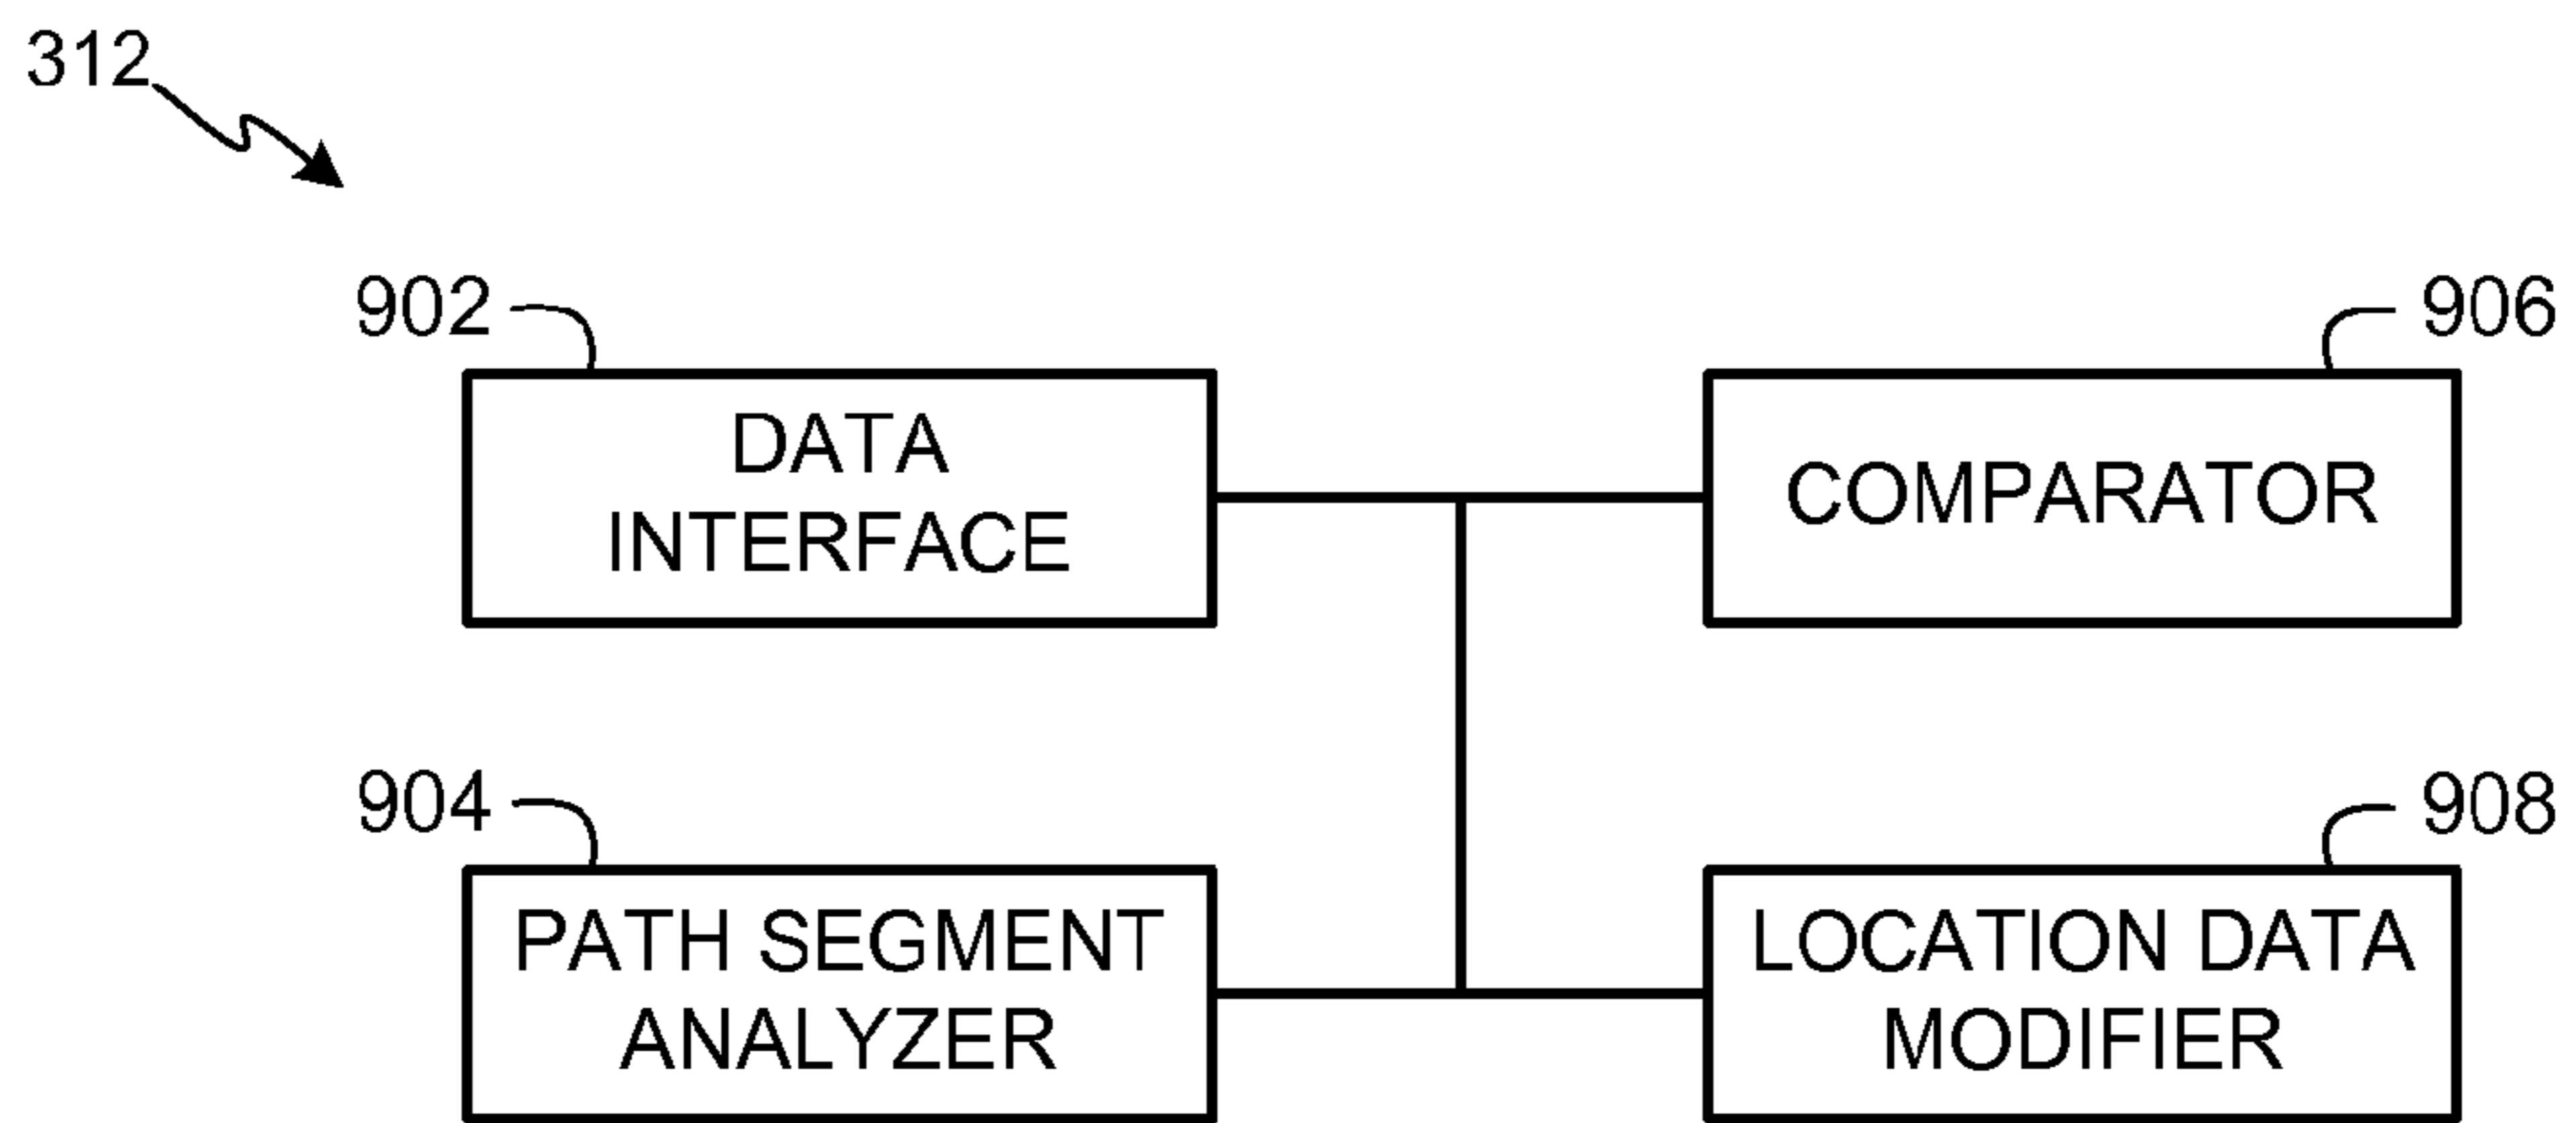 312
902
906
DATA
INTERFACE
COMPARATOR
904
908
PATH SEGMENT
ANALYZER
LOCATION DATA
MODIFIER